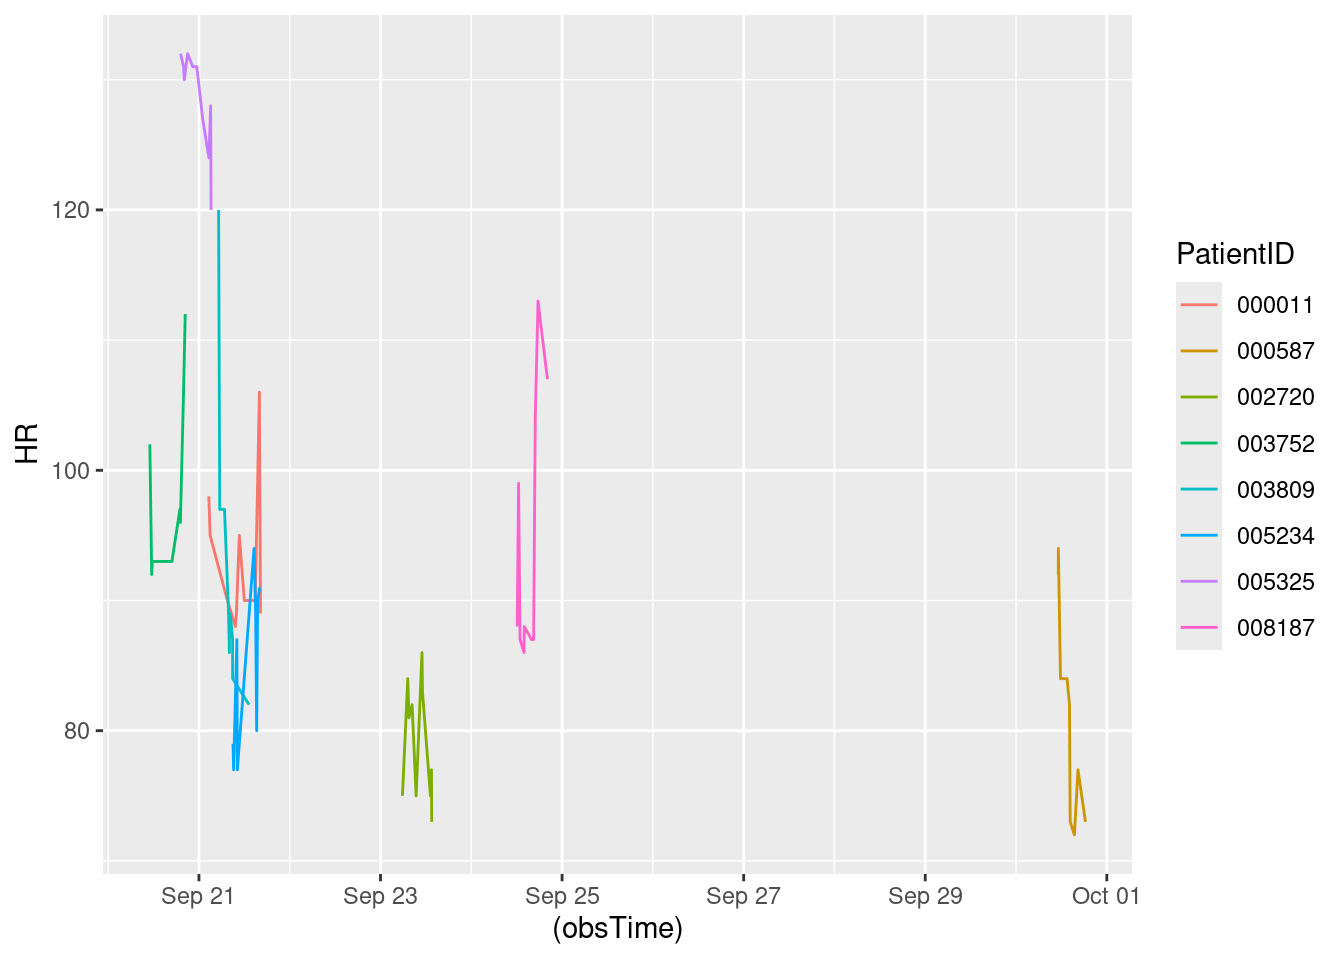 120
100
80
HR
Sep 21
Sep 23
Sep 25
Sep 27
Sep 29
Oct 01
(obsTime)
PatientID
000011
000587
002720
003752
003809
005234
005325
008187